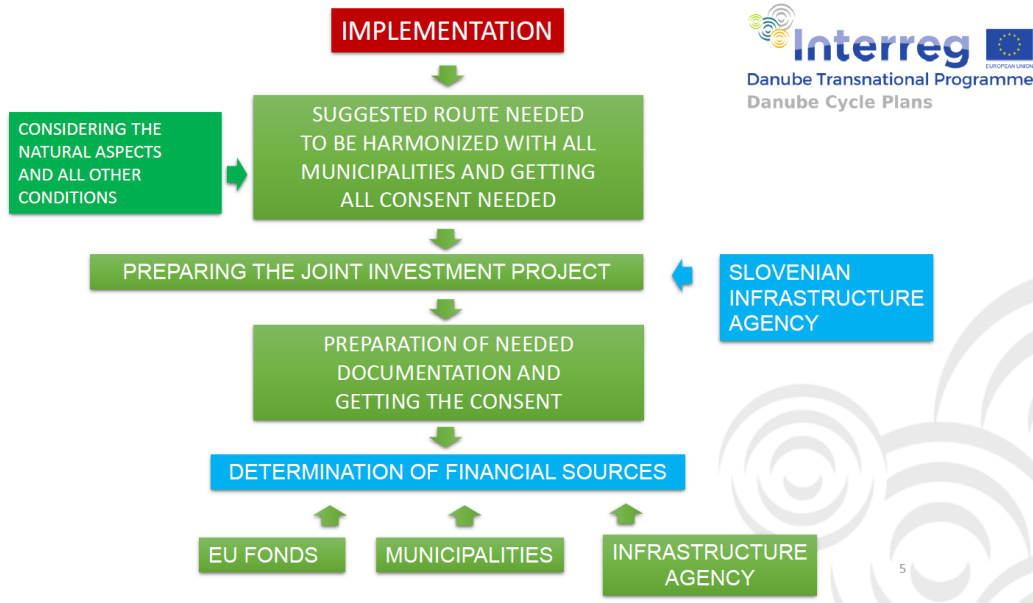 IMPLEMENTATION
Interreg
EUROPEAN UNION
Danube Transnational Programme
Danube Cycle Plans
CONSIDERING THE
NATURAL ASPECTS
AND ALL OTHER
CONDITIONS
SUGGESTED ROUTE NEEDED
TO BE HARMONIZED WITH ALL
MUNICIPALITIES AND GETTING
ALL CONSENT NEEDED
PREPARING THE JOINT INVESTMENT PROJECT
SLOVENIAN
INFRASTRUCTURE
AGENCY
PREPARATION OF NEEDED
DOCUMENTATION AND
GETTING THE CONSENT
DETERMINATION OF FINANCIAL SOURCES
EU FONDS
MUNICIPALITIES
INFRASTRUCTURE
AGENCY
5